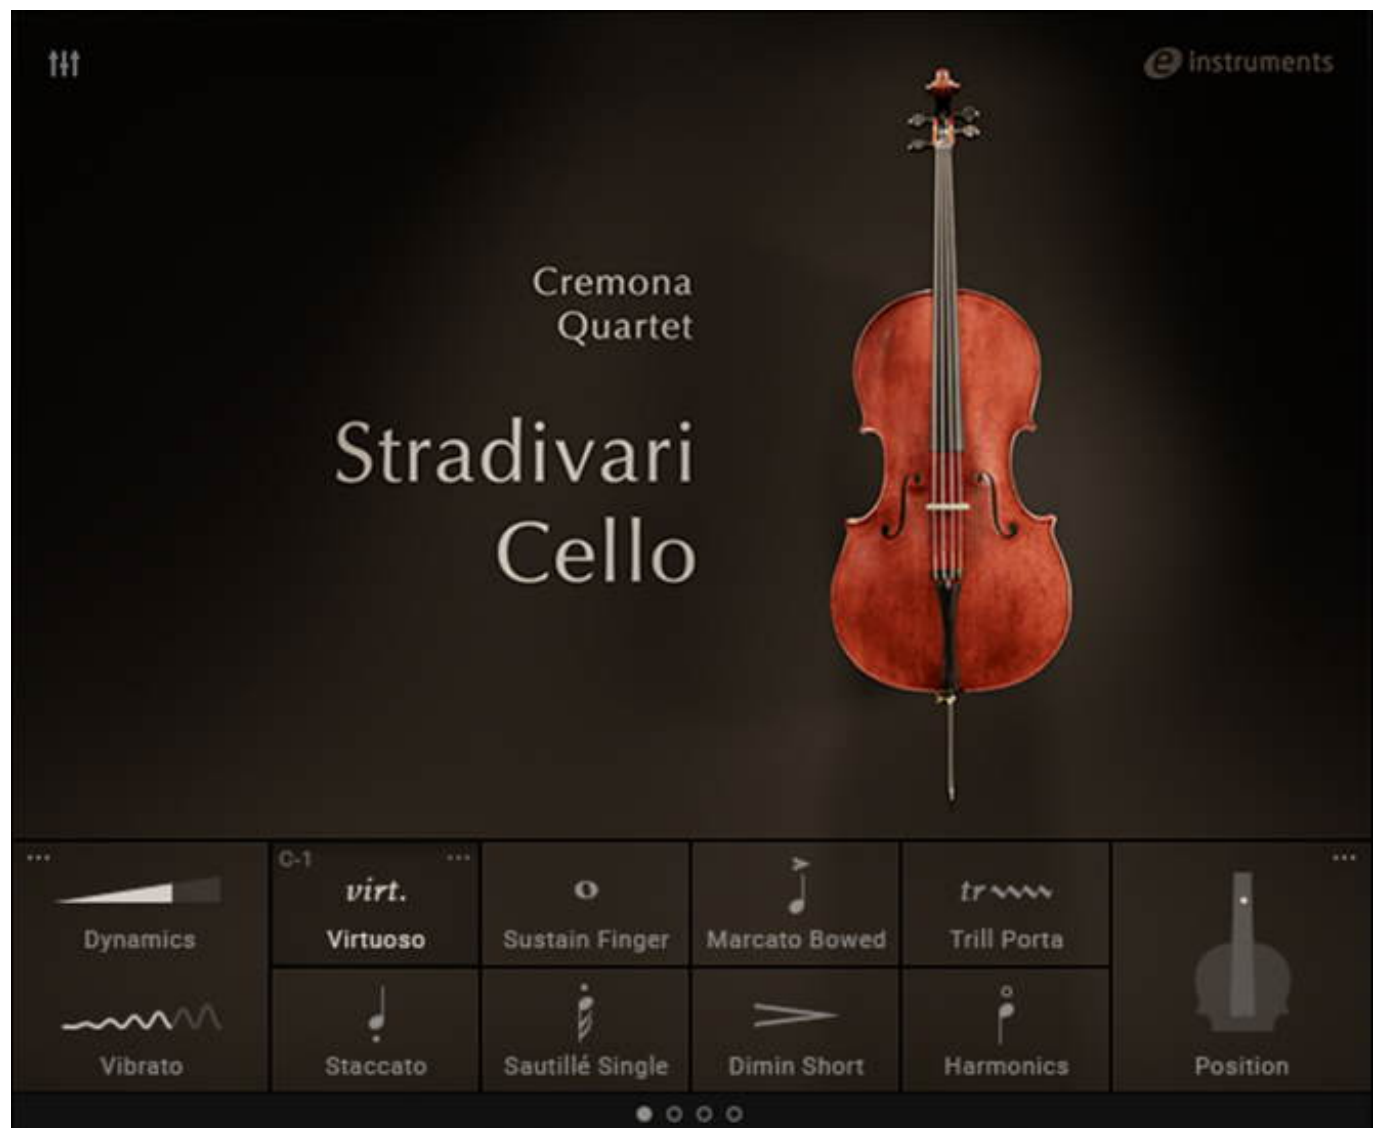 e instruments
Cremona
Quartet
Stradivari
Cello
Dynamics
C-1
virt.
Virtuoso
Sustain Finger
Marcato Bowed
tr
Trill Porta
Vibrato
Staccato
Sautillé Single
Dimin Short
Harmonics
Position